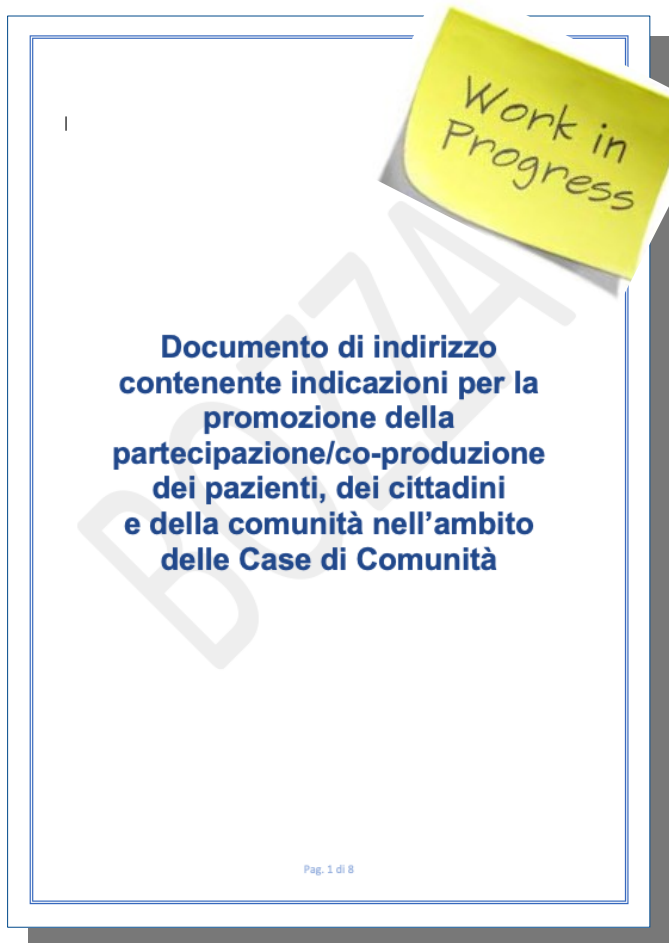 Work in
Progress
BOZZA
Documento di indirizzo
contenente indicazioni per la
promozione della
partecipazione/co-produzione
dei pazienti, dei cittadini
e della comunità nell’ambito
delle Case di Comunità
Pag. 1 di 8